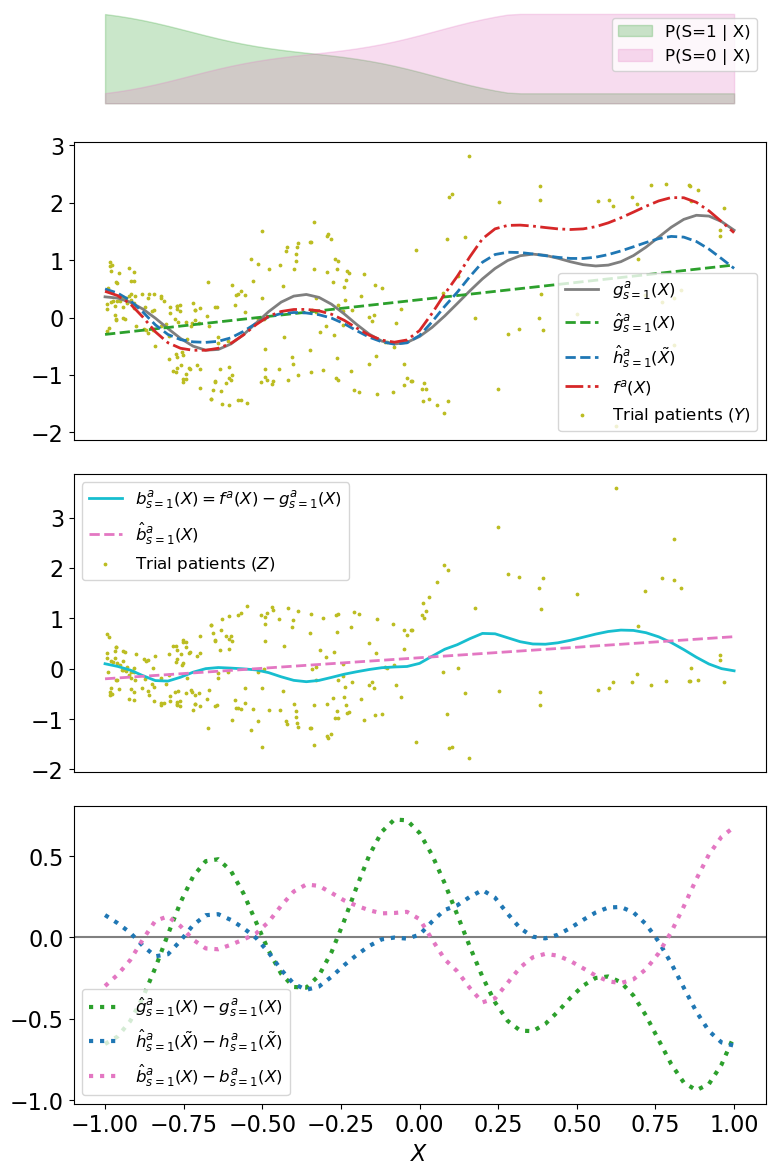 P(S=1 | X)
P(S=0 | X)
3
2
1
0
−1
−2
g^a_{s=1}(X)
ĝ^a_{s=1}(X)
ĥ^a_{s=1}(X̃)
f^a(X)
Trial patients (Y)
3
2
1
0
−1
−2
b^a_{s=1}(X) = f^a(X) − g^a_{s=1}(X)
b̂^a_{s=1}(X)
Trial patients (Z)
0.5
0.0
−0.5
−1.0
ĝ^a_{s=1}(X) − g^a_{s=1}(X)
ĥ^a_{s=1}(X̃) − h^a_{s=1}(X̃)
b̂^a_{s=1}(X) − b^a_{s=1}(X)
−1.00 −0.75 −0.50 −0.25 0.00 0.25 0.50 0.75 1.00
X